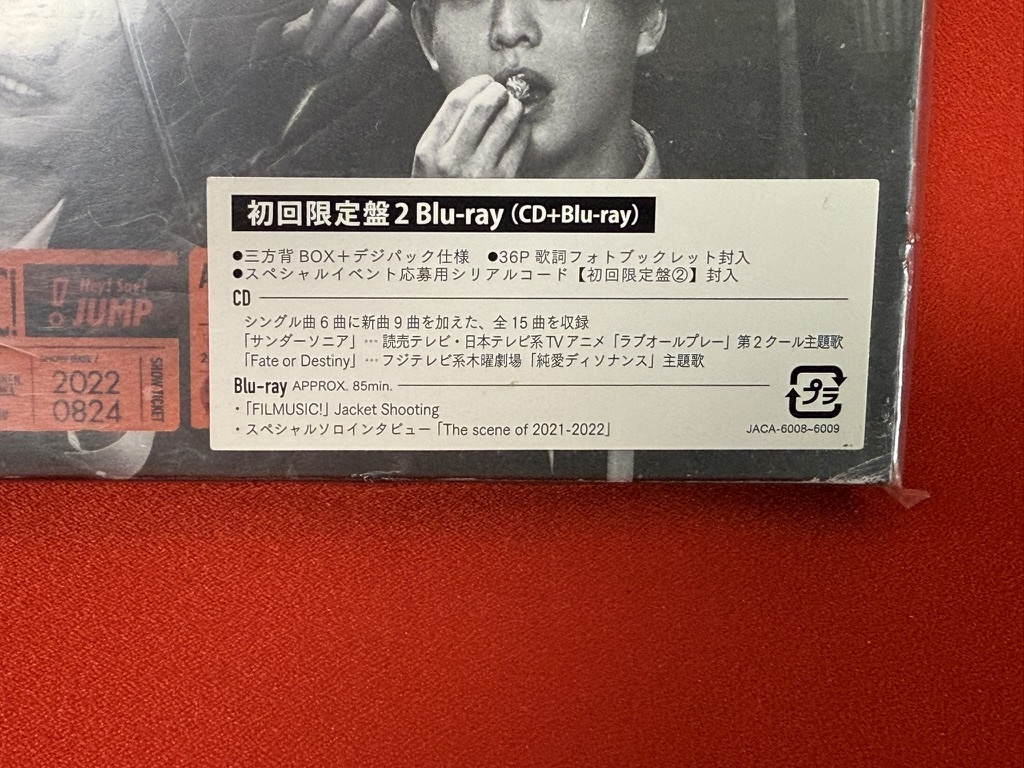 初回限定盤2 Blu-ray(CD+Blu-ray)
●三方背BOX+デジパック仕様 ●36P 歌詞フォトブックレット封入
●スペシャルイベント応募用シリアルコード【初回限定盤②】封入
CD
シングル曲6曲に新曲9曲を加えた、全15曲を収録
「サンダーソニア」… 読売テレビ・日本テレビ系TVアニメ「ラブオールプレー」第2クール主題歌
「Fate or Destiny」… フジテレビ系木曜劇場「純愛ディソナンス」主題歌
Blu-ray APPROX. 85min.
・「FILMUSIC!」Jacket Shooting
・スペシャルソロインタビュー「The scene of 2021-2022」
プラ
JACA-6008~6009
C!
Hey! Say!
JUMP
2022
0824
SHOW TICKET